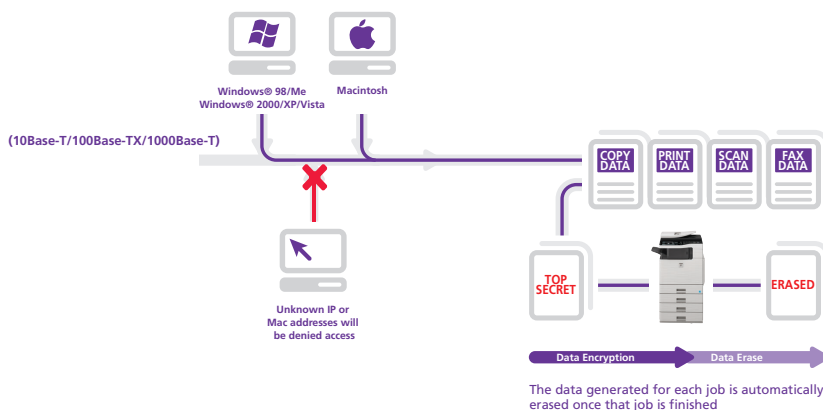 Windows® 98/Me
Windows® 2000/XP/Vista
Macintosh
(10Base-T/100Base-TX/1000Base-T)
COPY
DATA
PRINT
DATA
SCAN
DATA
FAX
DATA
TOP
SECRET
ERASED
Unknown IP or
Mac addresses will
be denied access
Data Encryption
Data Erase
The data generated for each job is automatically
erased once that job is finished